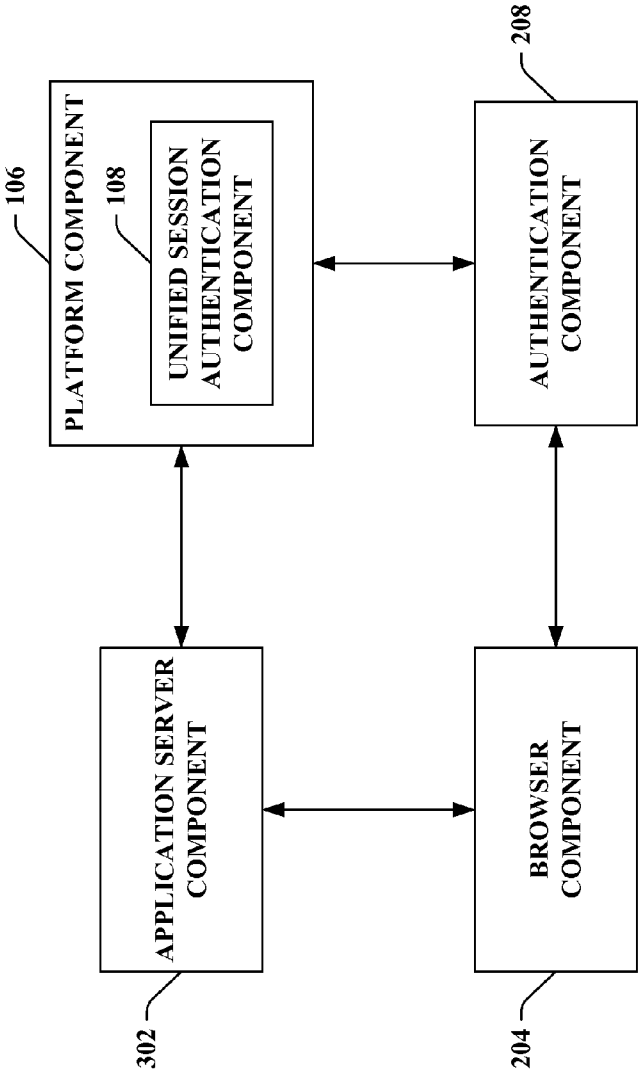 302
APPLICATION SERVER
COMPONENT
106
PLATFORM COMPONENT
108
UNIFIED SESSION
AUTHENTICATION
COMPONENT
204
BROWSER
COMPONENT
208
AUTHENTICATION
COMPONENT